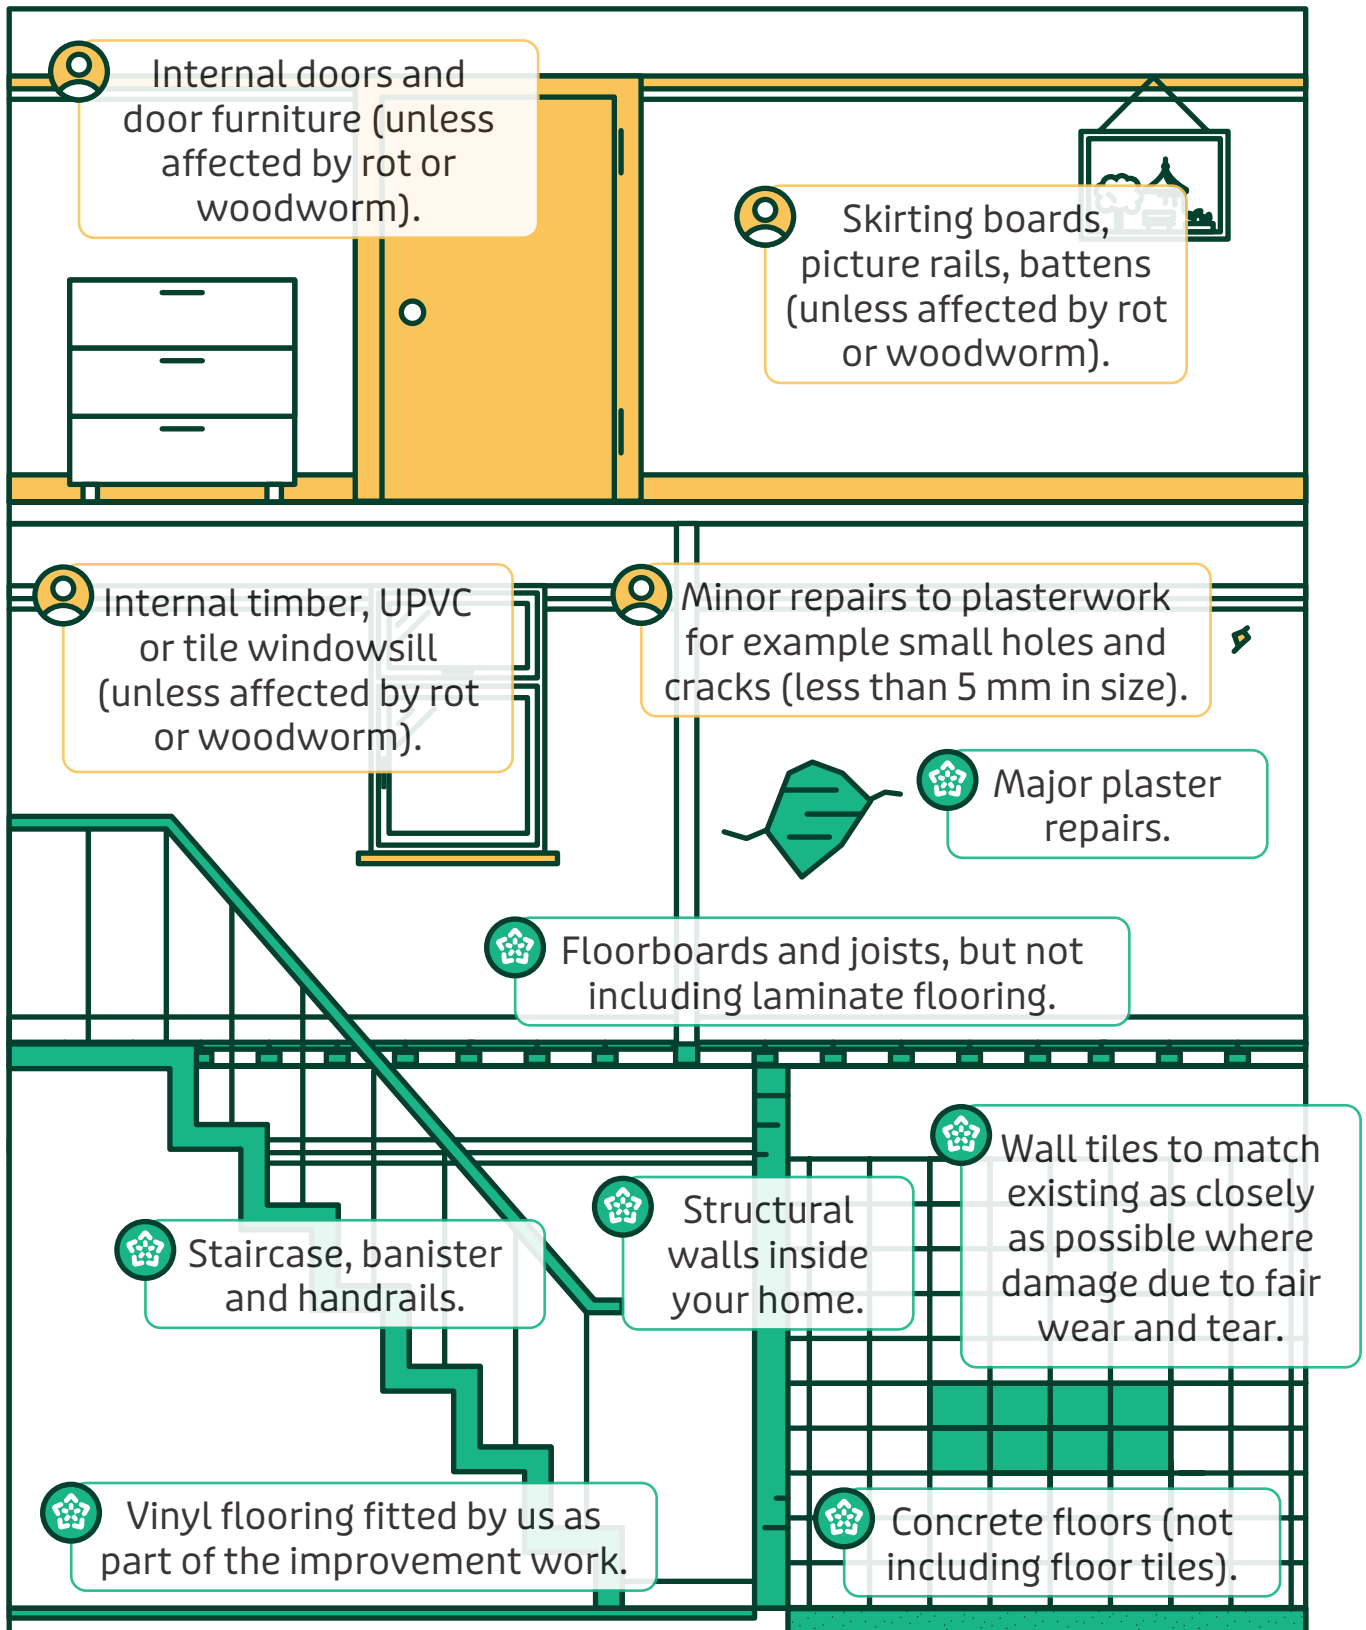 Internal doors and
door furniture (unless
affected by rot or
woodworm).
Skirting boards,
picture rails, battens
(unless affected by rot
or woodworm).
Internal timber, UPVC
or tile windowsill
(unless affected by rot
or woodworm).
Minor repairs to plasterwork
for example small holes and
cracks (less than 5 mm in size).
Major plaster
repairs.
Floorboards and joists, but not
including laminate flooring.
Wall tiles to match
existing as closely
as possible where
damage due to fair
wear and tear.
Structural
walls inside
your home.
Staircase, banister
and handrails.
Vinyl flooring fitted by us as
part of the improvement work.
Concrete floors (not
including floor tiles).